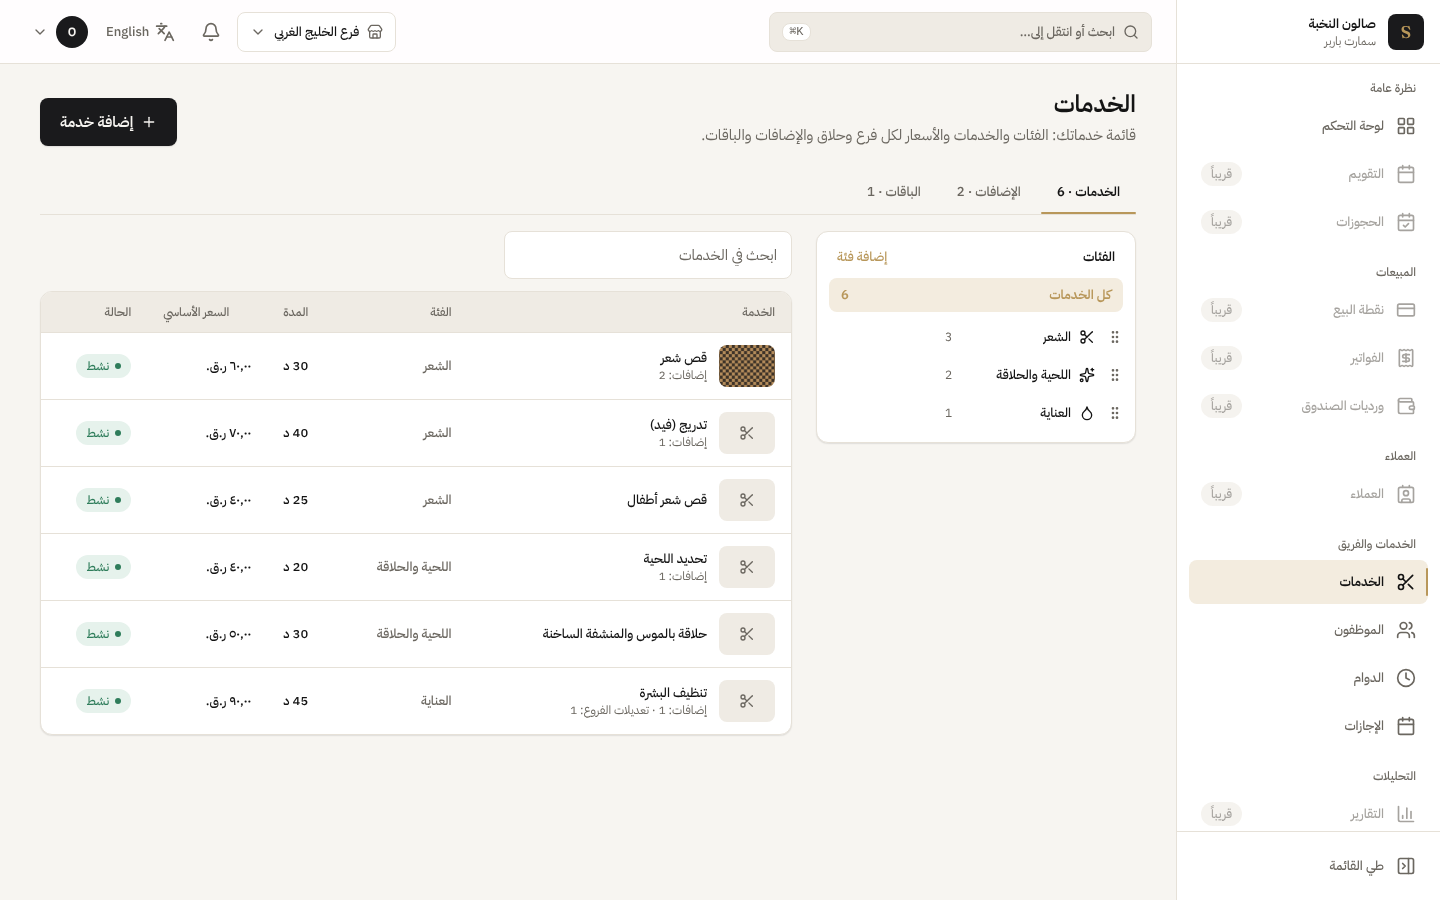 صالون النخبة
سمارت باربر
S
نظرة عامة
لوحة التحكم
التقويم
قريباً
الحجوزات
قريباً
المبيعات
نقطة البيع
قريباً
الفواتير
قريباً
ورديات الصندوق
قريباً
العملاء
العملاء
قريباً
الخدمات والفريق
الخدمات
الموظفون
الدوام
الإجازات
التحليلات
التقارير
قريباً
طي القائمة
ابحث أو انتقل إلى...
⌘K
فرع الخليج الغربي
English
O
الخدمات
قائمة خدماتك: الفئات والخدمات والأسعار لكل فرع وحلاق والإضافات والباقات.
إضافة خدمة
الخدمات · 6
الإضافات · 2
الباقات · 1
الفئات
إضافة فئة
كل الخدمات
6
الشعر
3
اللحية والحلاقة
2
العناية
1
ابحث في الخدمات
الخدمة الفئة المدة السعر الأساسي الحالة
قص شعر
إضافات: 2
الشعر
30 د
٦٠٫٠٠ ر.ق.
نشط
تدريج (فيد)
إضافات: 1
الشعر
40 د
٧٠٫٠٠ ر.ق.
نشط
قص شعر أطفال
الشعر
25 د
٤٠٫٠٠ ر.ق.
نشط
تحديد اللحية
إضافات: 1
اللحية والحلاقة
20 د
٤٠٫٠٠ ر.ق.
نشط
حلاقة بالموس والمنشفة الساخنة
اللحية والحلاقة
30 د
٥٠٫٠٠ ر.ق.
نشط
تنظيف البشرة
إضافات: 1 · تعديلات الفروع: 1
العناية
45 د
٩٠٫٠٠ ر.ق.
نشط